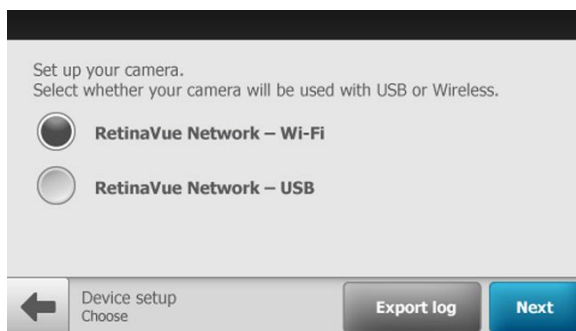 Set up your camera.
Select whether your camera will be used with USB or Wireless.
RetinaVue Network – Wi-Fi
RetinaVue Network – USB
Device setup
Choose
Export log
Next